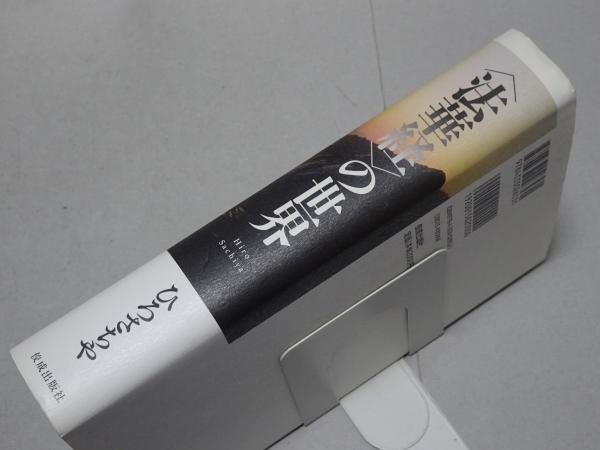 〈法華経〉の世界
Hiro
Sachiya
ひろさちや
佼成出版社